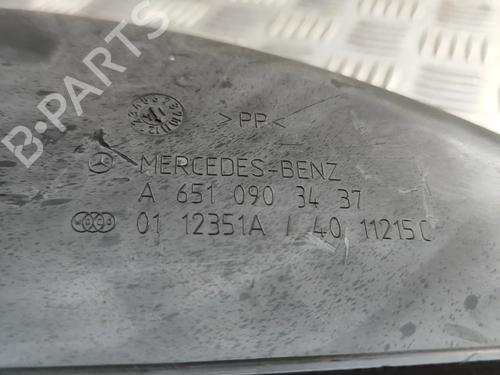 B-PARTS
>PP<
MERCEDES-BENZ
A 651 090 34 37
01 12351A / 40 11215C